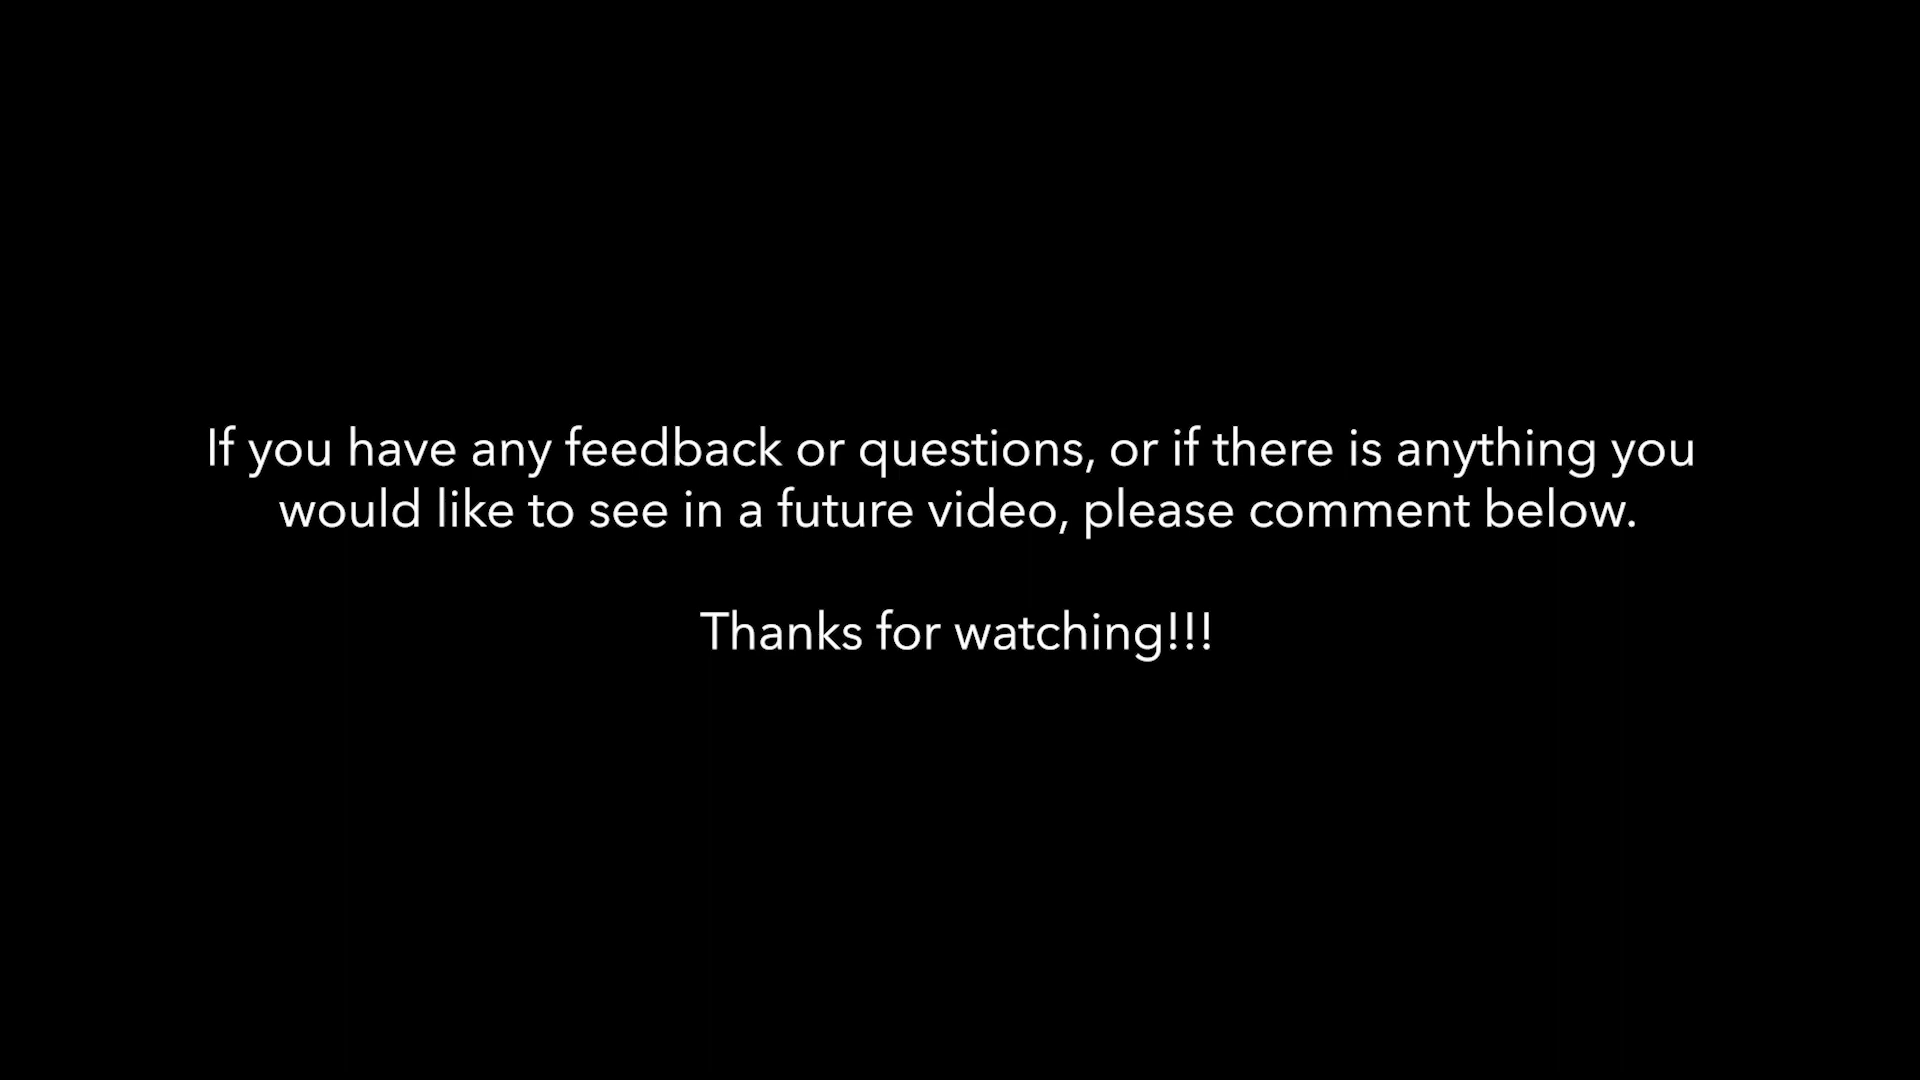 If you have any feedback or questions, or if there is anything you
would like to see in a future video, please comment below.
Thanks for watching!!!